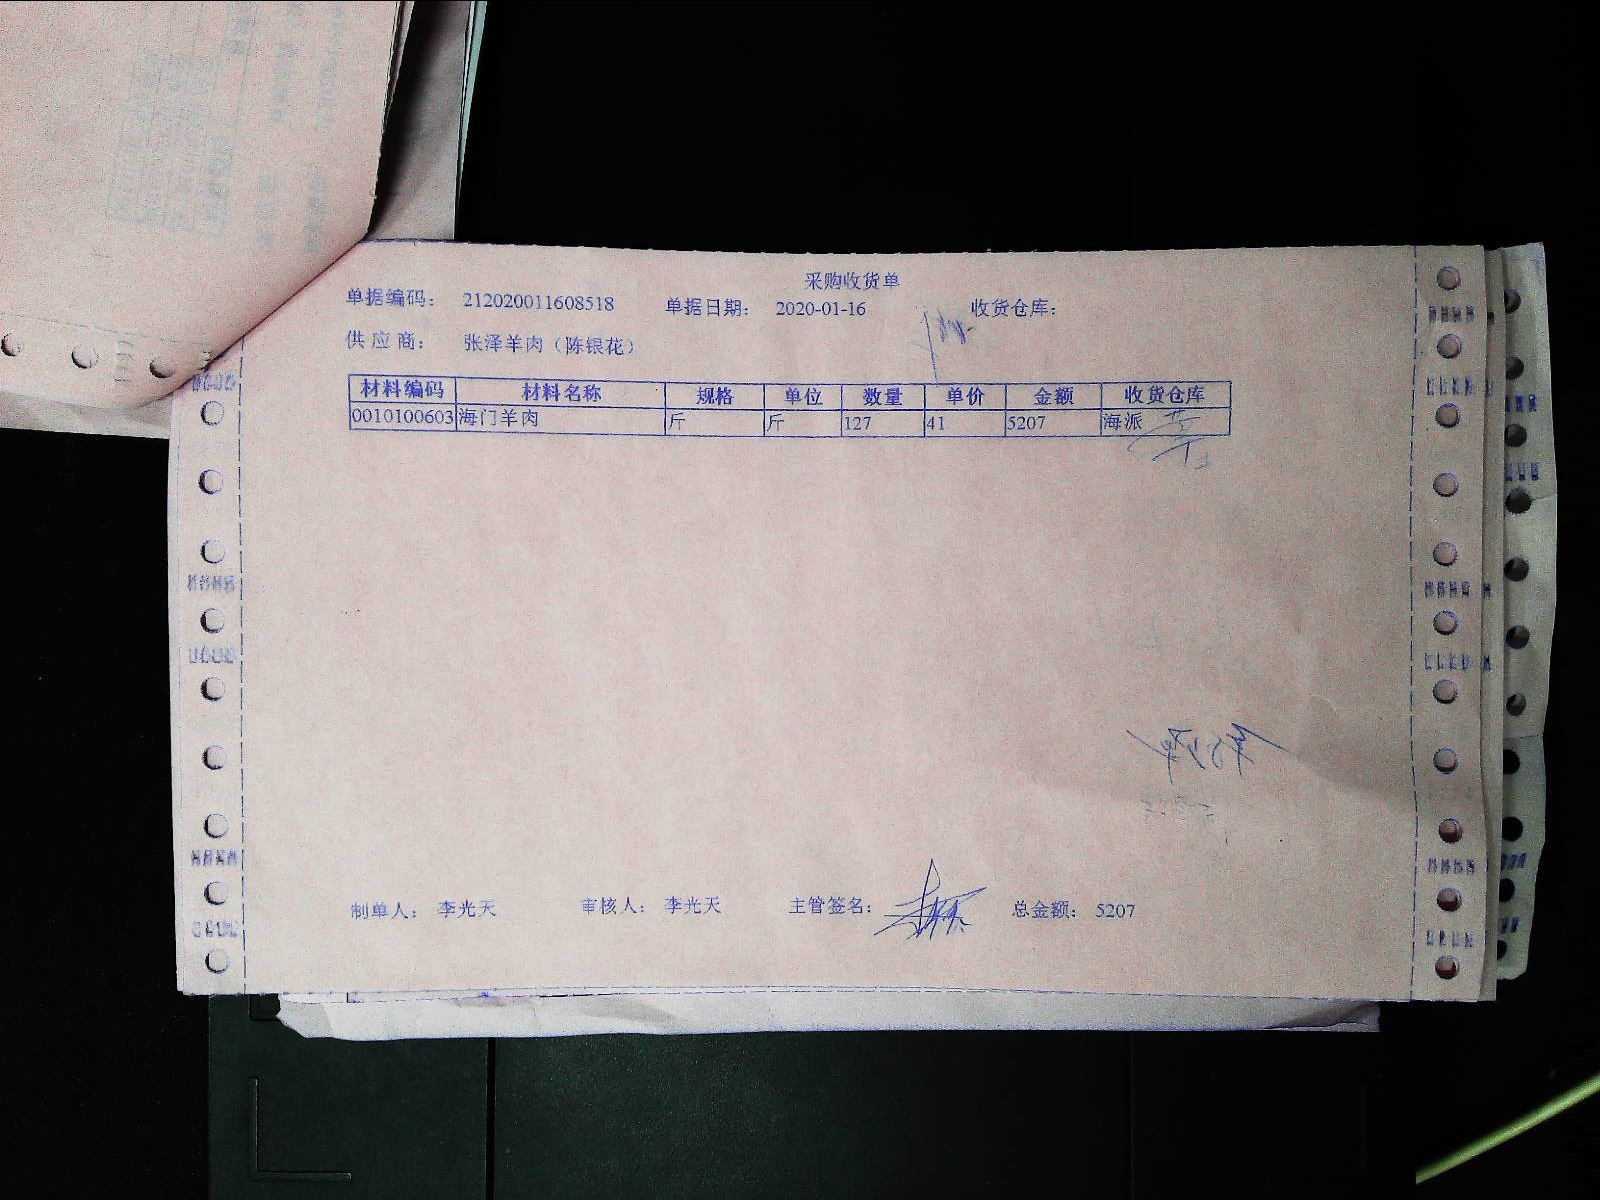 采购收货单
单据编码： 212020011608518 单据日期： 2020-01-16 收货仓库：
供应商： 张泽羊肉（陈银花）
材料编码 材料名称 规格 单位 数量 单价 金额 收货仓库
0010100603 海门羊肉 斤 斤 127 41 5207 海派
制单人： 李光天 审核人： 李光天 主管签名： 总金额： 5207